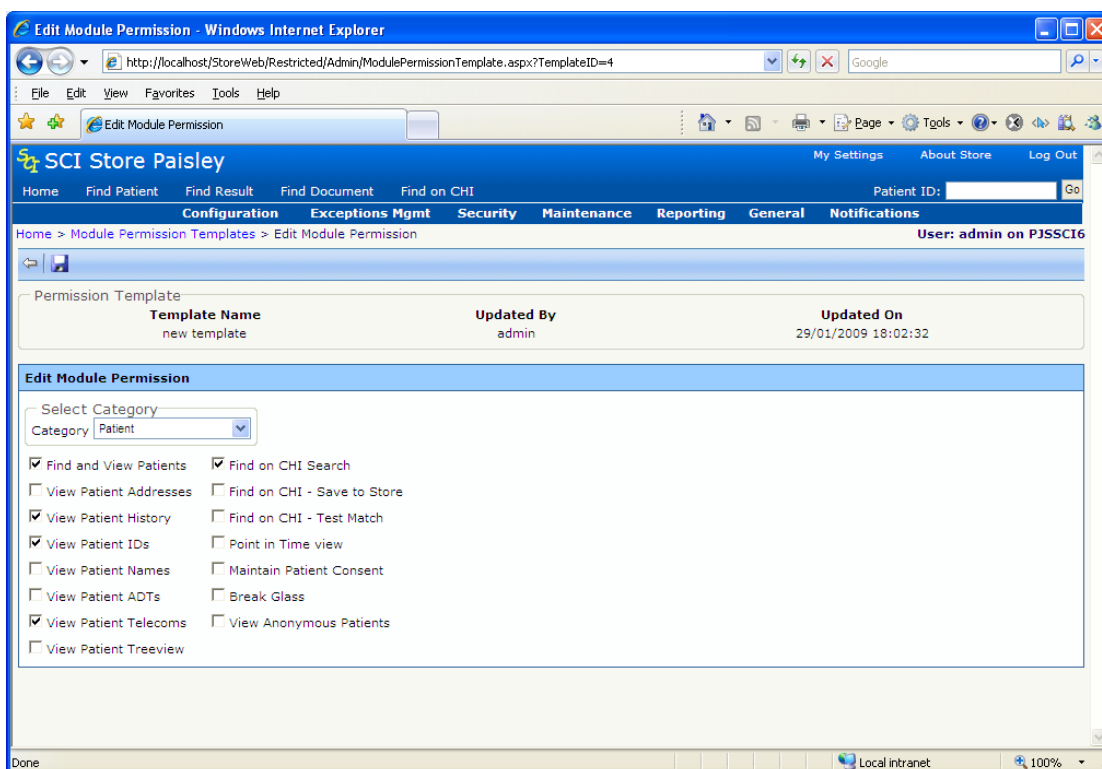 Edit Module Permission - Windows Internet Explorer
http://localhost/StoreWeb/Restricted/Admin/ModulePermissionTemplate.aspx?TemplateID=4
Google
File Edit View Favorites Tools Help
Edit Module Permission
Page Tools
SCI Store Paisley
My Settings About Store Log Out
Home Find Patient Find Result Find Document Find on CHI Patient ID: Go
Configuration Exceptions Mgmt Security Maintenance Reporting General Notifications
Home > Module Permission Templates > Edit Module Permission User: admin on PJSSCI6
Permission Template
Template Name Updated By Updated On
new template admin 29/01/2009 18:02:32
Edit Module Permission
Select Category
Category Patient
Find and View Patients Find on CHI Search
View Patient Addresses Find on CHI - Save to Store
View Patient History Find on CHI - Test Match
View Patient IDs Point in Time view
View Patient Names Maintain Patient Consent
View Patient ADTs Break Glass
View Patient Telecoms View Anonymous Patients
View Patient Treeview
Done Local intranet 100%